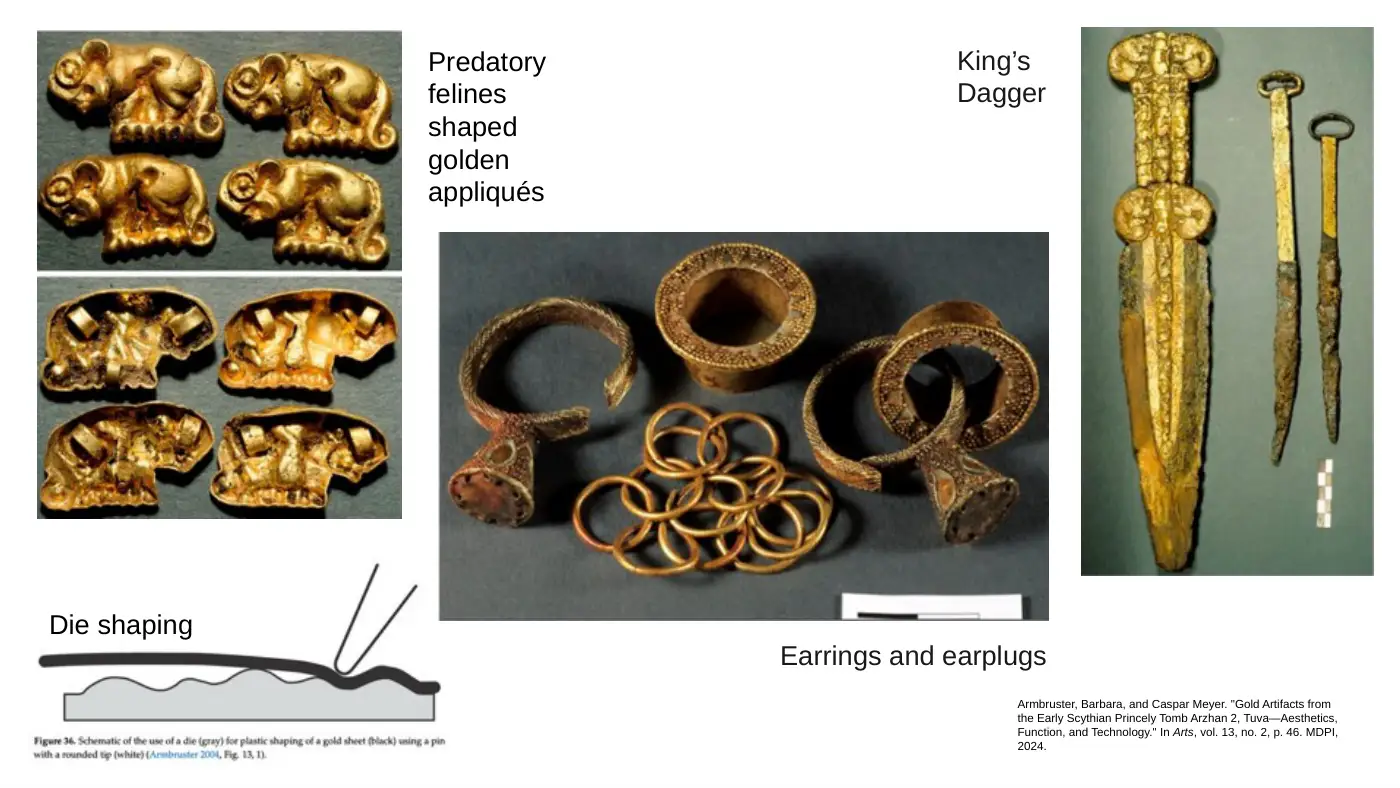 Predatory
felines
shaped
golden
appliqués
King’s
Dagger
Die shaping
Earrings and earplugs
Figure 36. Schematic of the use of a die (gray) for plastic shaping of a gold sheet (black) using a pin
with a rounded tip (white) (Armbruster 2004, Fig. 13, 1).
Armbruster, Barbara, and Caspar Meyer. "Gold Artifacts from
the Early Scythian Princely Tomb Arzhan 2, Tuva—Aesthetics,
Function, and Technology." In Arts, vol. 13, no. 2, p. 46. MDPI,
2024.